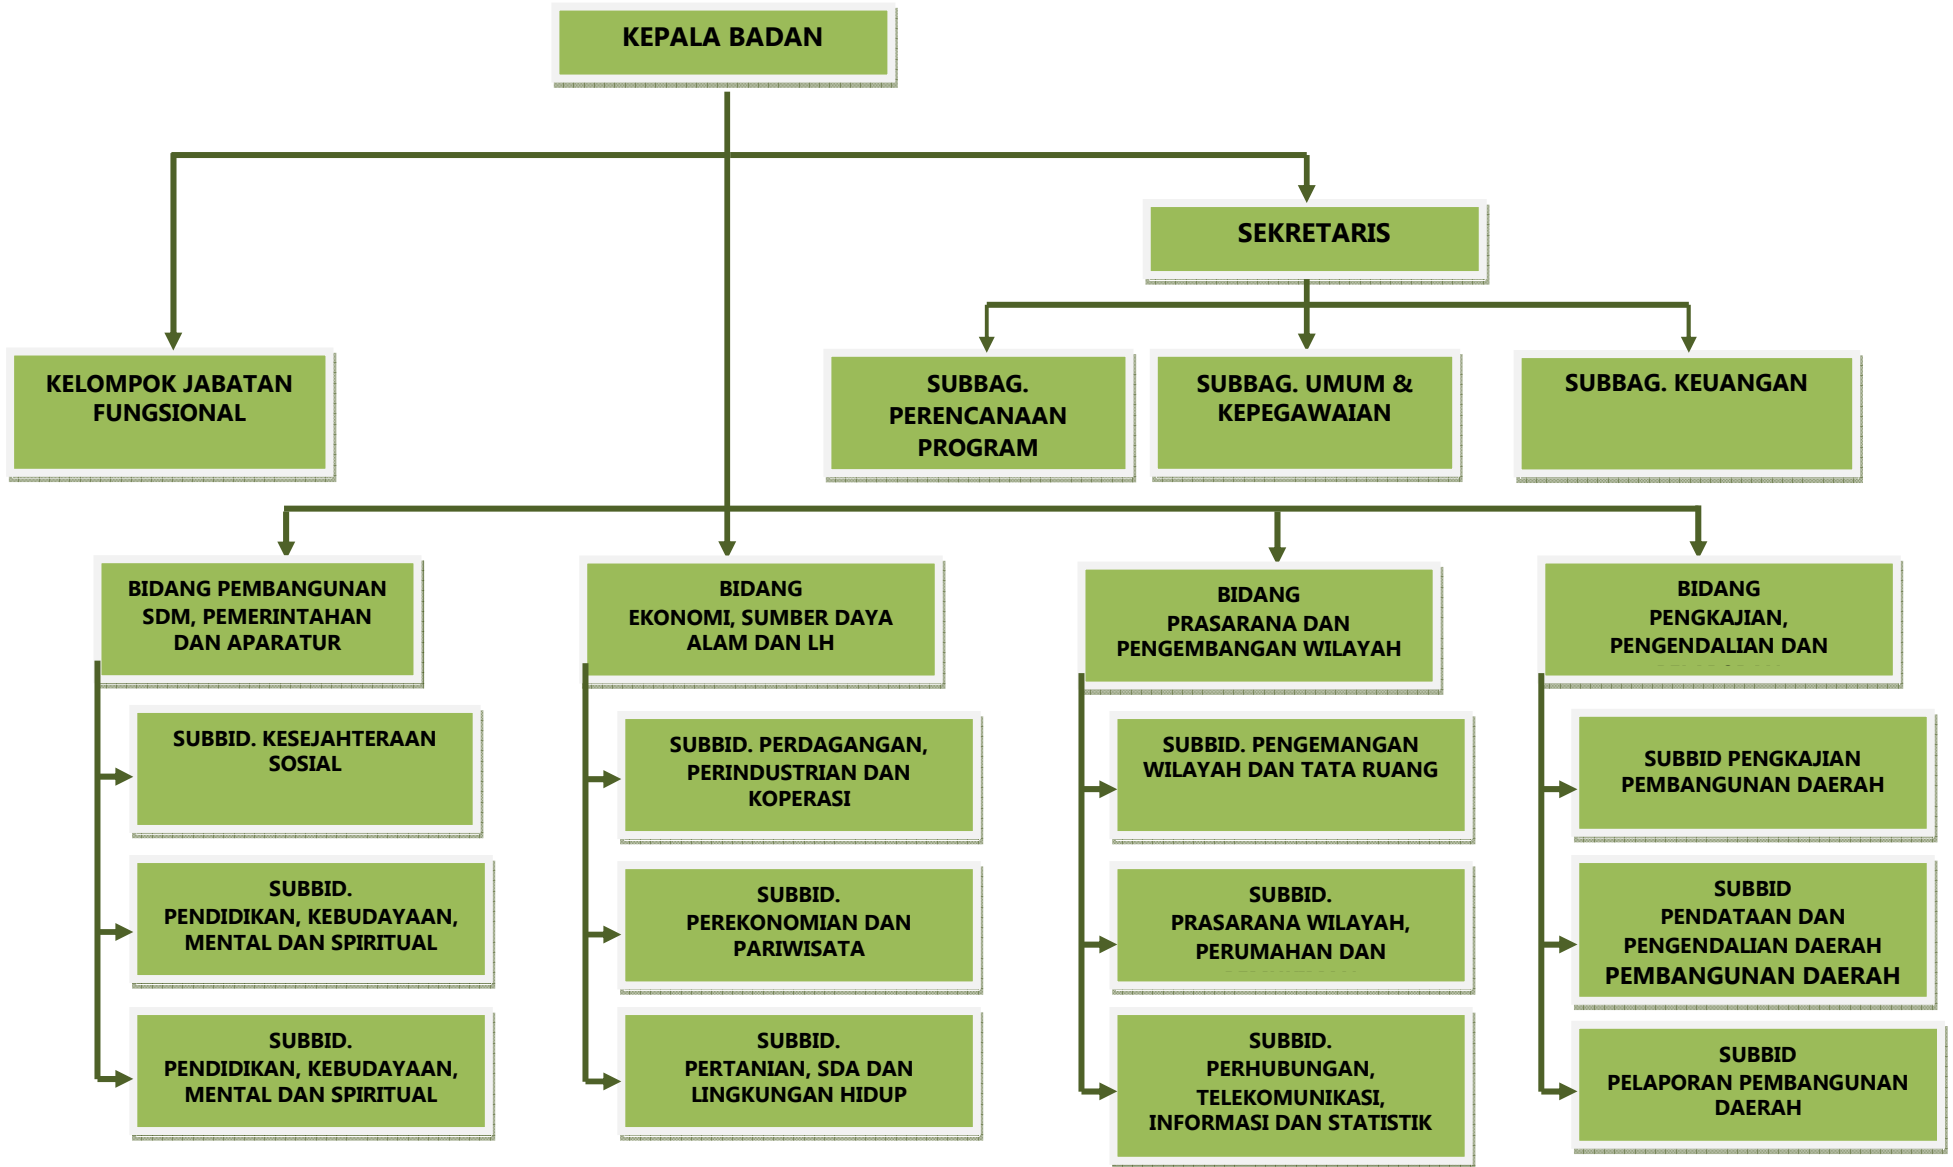 KEPALA BADAN
SEKRETARIS
KELOMPOK JABATAN
FUNGSIONAL
SUBBAG.
PERENCANAAN
PROGRAM
SUBBAG. UMUM &
KEPEGAWAIAN
SUBBAG. KEUANGAN
BIDANG PEMBANGUNAN
SDM, PEMERINTAHAN
DAN APARATUR
BIDANG
EKONOMI, SUMBER DAYA
ALAM DAN LH
BIDANG
PRASARANA DAN
PENGEMBANGAN WILAYAH
BIDANG
PENGKAJIAN,
PENGENDALIAN DAN
SUBBID. KESEJAHTERAAN
SOSIAL
SUBBID.
PENDIDIKAN, KEBUDAYAAN,
MENTAL DAN SPIRITUAL
SUBBID.
PENDIDIKAN, KEBUDAYAAN,
MENTAL DAN SPIRITUAL
SUBBID. PERDAGANGAN,
PERINDUSTRIAN DAN
KOPERASI
SUBBID.
PEREKONOMIAN DAN
PARIWISATA
SUBBID.
PERTANIAN, SDA DAN
LINGKUNGAN HIDUP
SUBBID. PENGEMANGAN
WILAYAH DAN TATA RUANG
SUBBID.
PRASARANA WILAYAH,
PERUMAHAN DAN
SUBBID.
PERHUBUNGAN,
TELEKOMUNIKASI,
INFORMASI DAN STATISTIK
SUBBID PENGKAJIAN
PEMBANGUNAN DAERAH
SUBBID
PENDATAAN DAN
PENGENDALIAN DAERAH
PEMBANGUNAN DAERAH
SUBBID
PELAPORAN PEMBANGUNAN
DAERAH